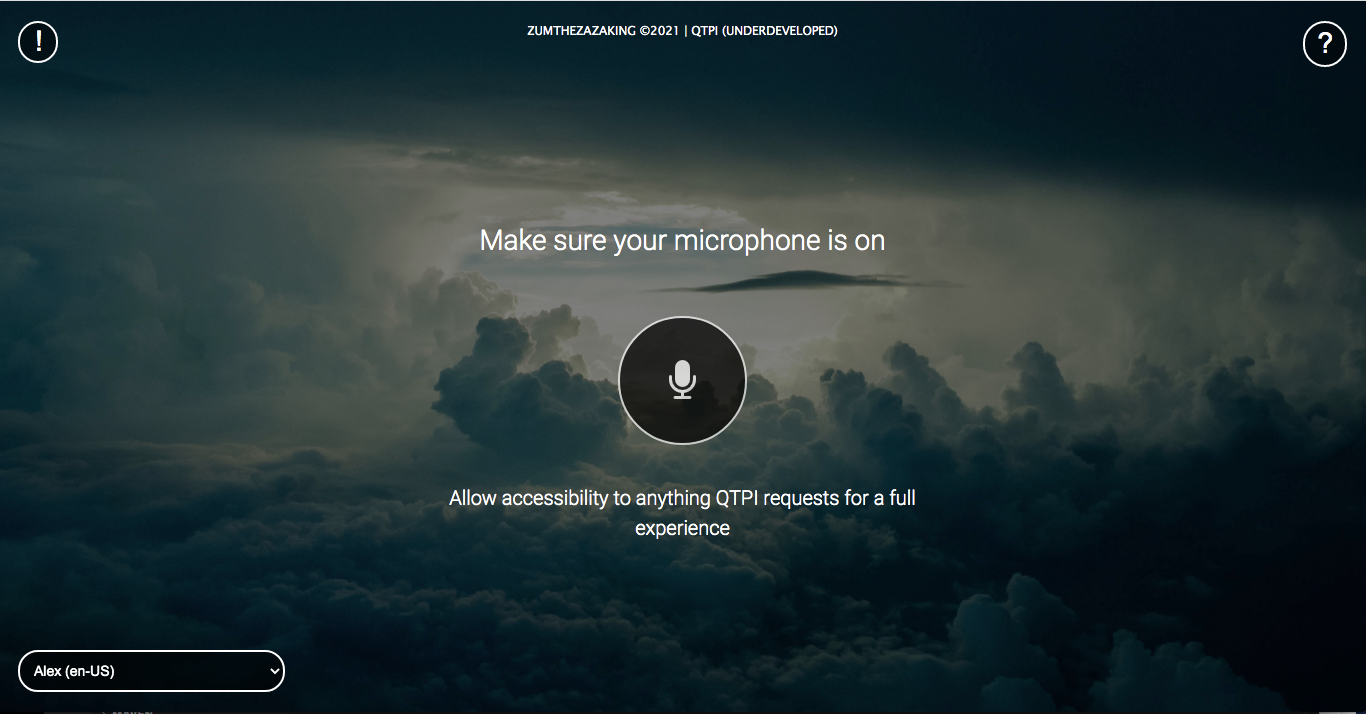 !
ZUMTHEZAZAKING ©2021 | QTPI (UNDERDEVELOPED)
?
Make sure your microphone is on
Allow accessibility to anything QTPI requests for a full
experience
Alex (en-US)